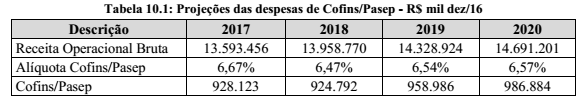 Tabela 10.1: Projeções das despesas de Cofins/Pasep - R$ mil dez/16
Descrição 2017 2018 2019 2020
Receita Operacional Bruta 13.593.456 13.958.770 14.328.924 14.691.201
Alíquota Cofins/Pasep 6,67% 6,47% 6,54% 6,57%
Cofins/Pasep 928.123 924.792 958.986 986.884